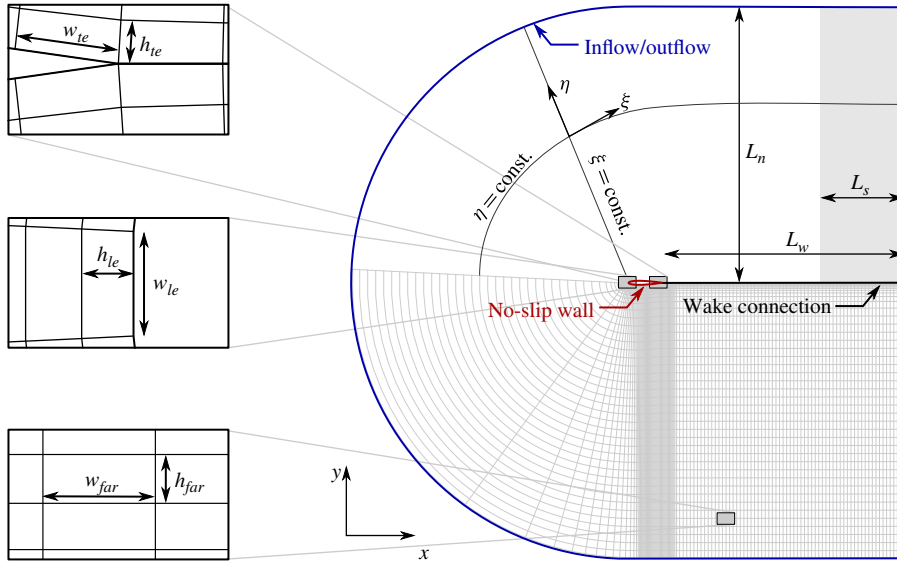 w_te
h_te
Inflow/outflow
η
ξ
L_n
η = const.
ξ = const.
L_s
h_le
w_le
L_w
No-slip wall
Wake connection
w_far
h_far
y
x